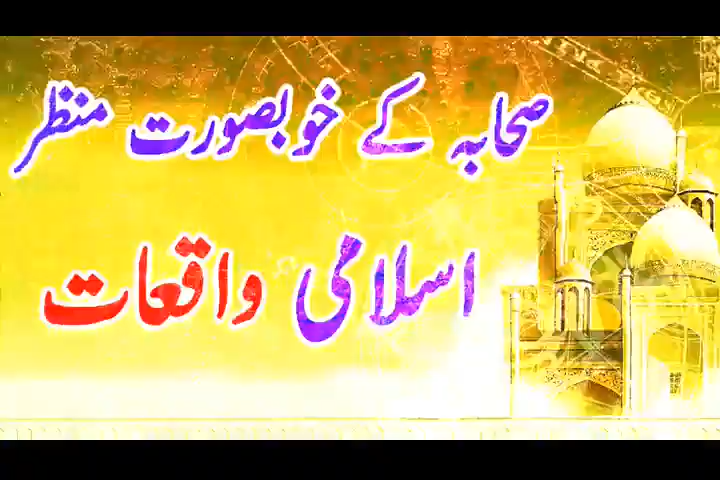 صحابہ کے خوبصورت منظر
اسلامی واقعات